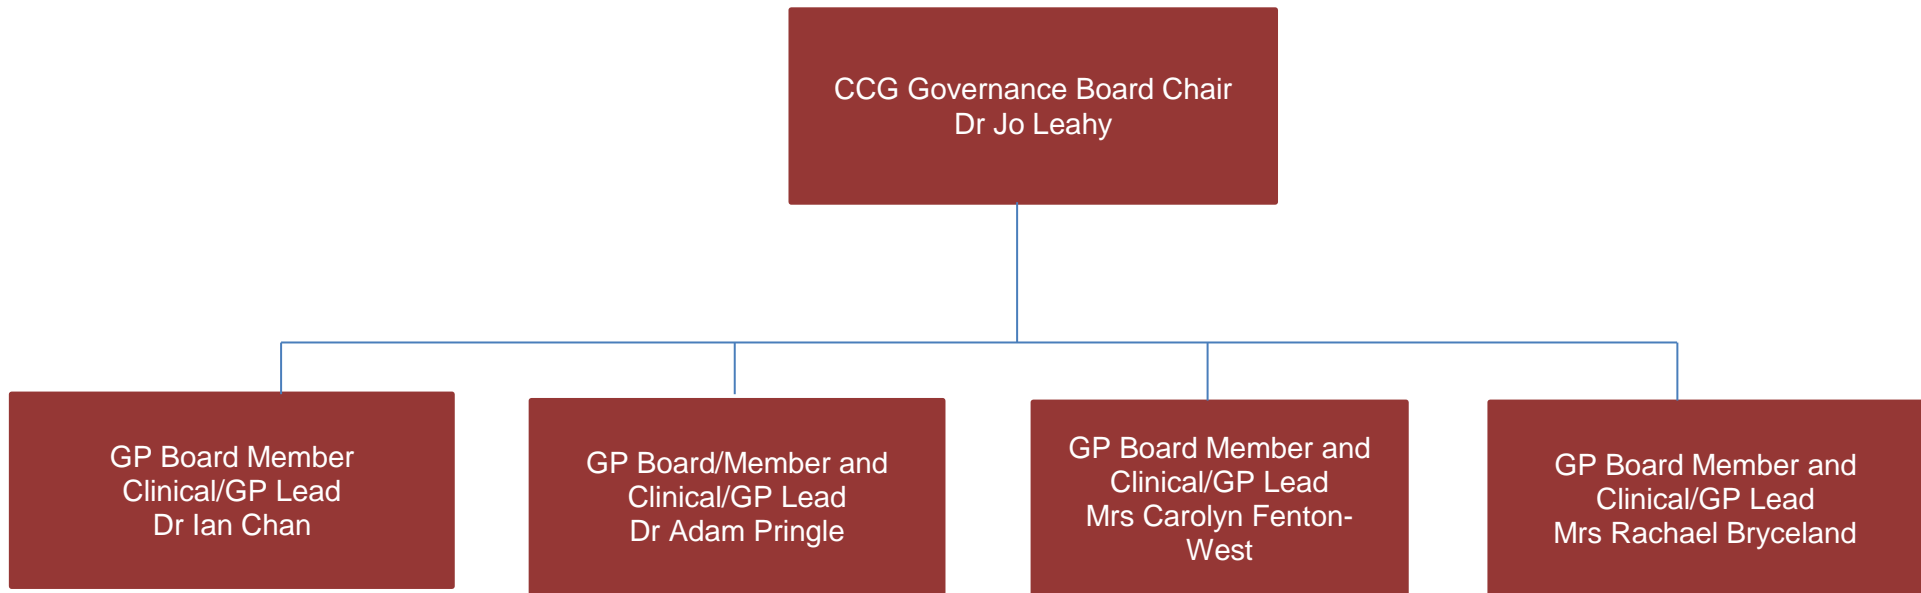 CCG Governance Board Chair
Dr Jo Leahy
GP Board Member
Clinical/GP Lead
Dr Ian Chan
GP Board/Member and
Clinical/GP Lead
Dr Adam Pringle
GP Board Member and
Clinical/GP Lead
Mrs Carolyn Fenton-
West
GP Board Member and
Clinical/GP Lead
Mrs Rachael Bryceland